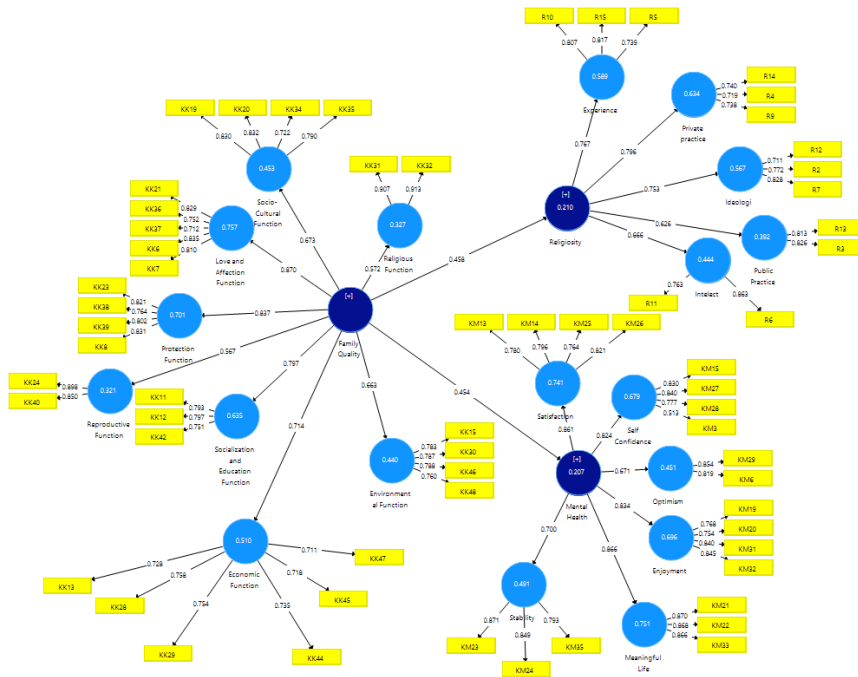 R10
R15
R5
0.807
0.817
0.739
0.589
Experience
R14
R4
R9
0.740
0.719
0.738
0.634
Private
practice
KK19
KK20
KK34
KK35
0.830
0.832
0.722
0.790
0.453
Socio-
Cultural
Function
KK31
KK32
0.907
0.913
0.327
Religious
Function
0.767
0.796
R12
R2
R7
0.711
0.772
0.828
0.567
Ideologi
0.753
[+]
0.210
Religiosity
KK21
KK36
KK37
KK6
KK7
0.829
0.752
0.712
0.835
0.810
0.757
Love and
Affection
Function
0.673
0.870
0.572
0.458
0.626
0.666
R13
R3
0.813
0.826
0.392
Public
Practice
0.444
Intelect
0.763
0.863
R11
R6
KK23
KK38
KK39
KK8
0.821
0.764
0.802
0.831
0.701
Protection
Function
0.837
[+]
Family
Quality
KM13
KM14
KM25
KM26
0.780
0.796
0.764
0.821
0.741
Satisfaction
KK24
KK40
0.898
0.850
0.321
Reproductive
Function
0.567
0.797
0.663
0.454
KK11
KK12
KK42
0.793
0.797
0.751
0.635
Socialization
and
Education
Function
0.714
KM15
KM27
KM28
KM3
0.830
0.840
0.777
0.513
0.679
Self
Confidence
0.861
0.824
KK15
KK30
KK46
KK48
0.783
0.787
0.788
0.760
0.440
Environment
al Function
[+]
0.207
Mental
Health
0.671
KM29
KM6
0.854
0.819
0.451
Optimism
0.834
0.700
0.866
KM19
KM20
KM31
KM32
0.768
0.754
0.840
0.845
0.696
Enjoyment
0.510
Economic
Function
0.728
0.758
0.754
0.735
0.718
0.711
KK13
KK28
KK29
KK44
KK45
KK47
0.491
Stability
0.871
0.849
0.793
KM23
KM24
KM35
KM21
KM22
KM33
0.870
0.868
0.866
0.751
Meaningful
Life